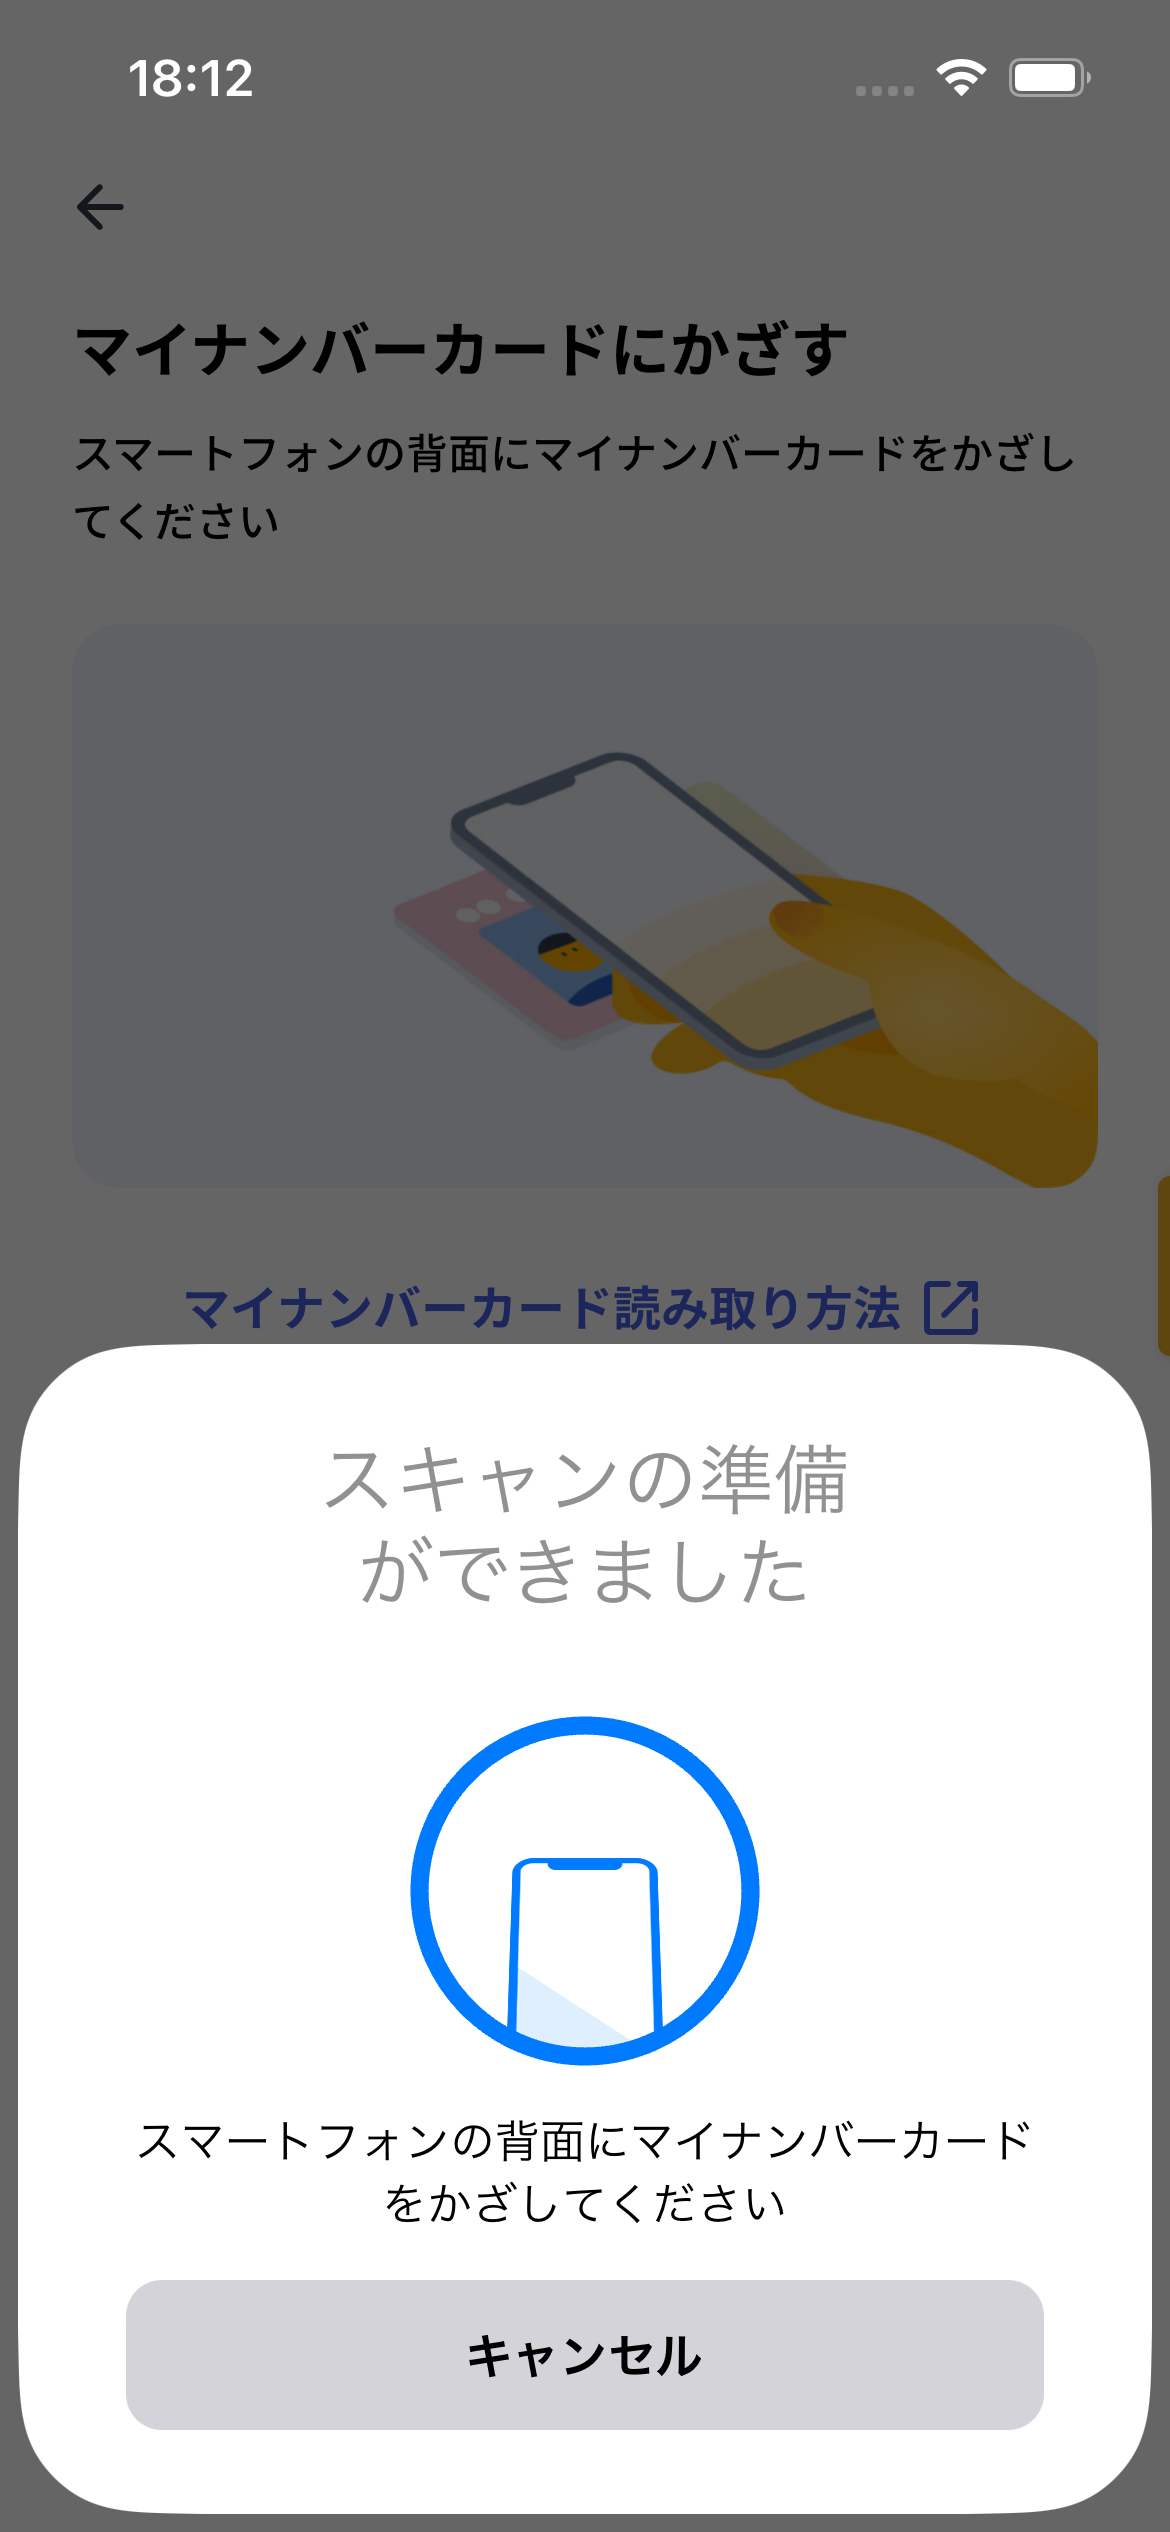 18:12
マイナンバーカードにかざす
スマートフォンの背面にマイナンバーカードをかざし
てください
マイナンバーカード読み取り方法
スキャンの準備
ができました
スマートフォンの背面にマイナンバーカード
をかざしてください
キャンセル